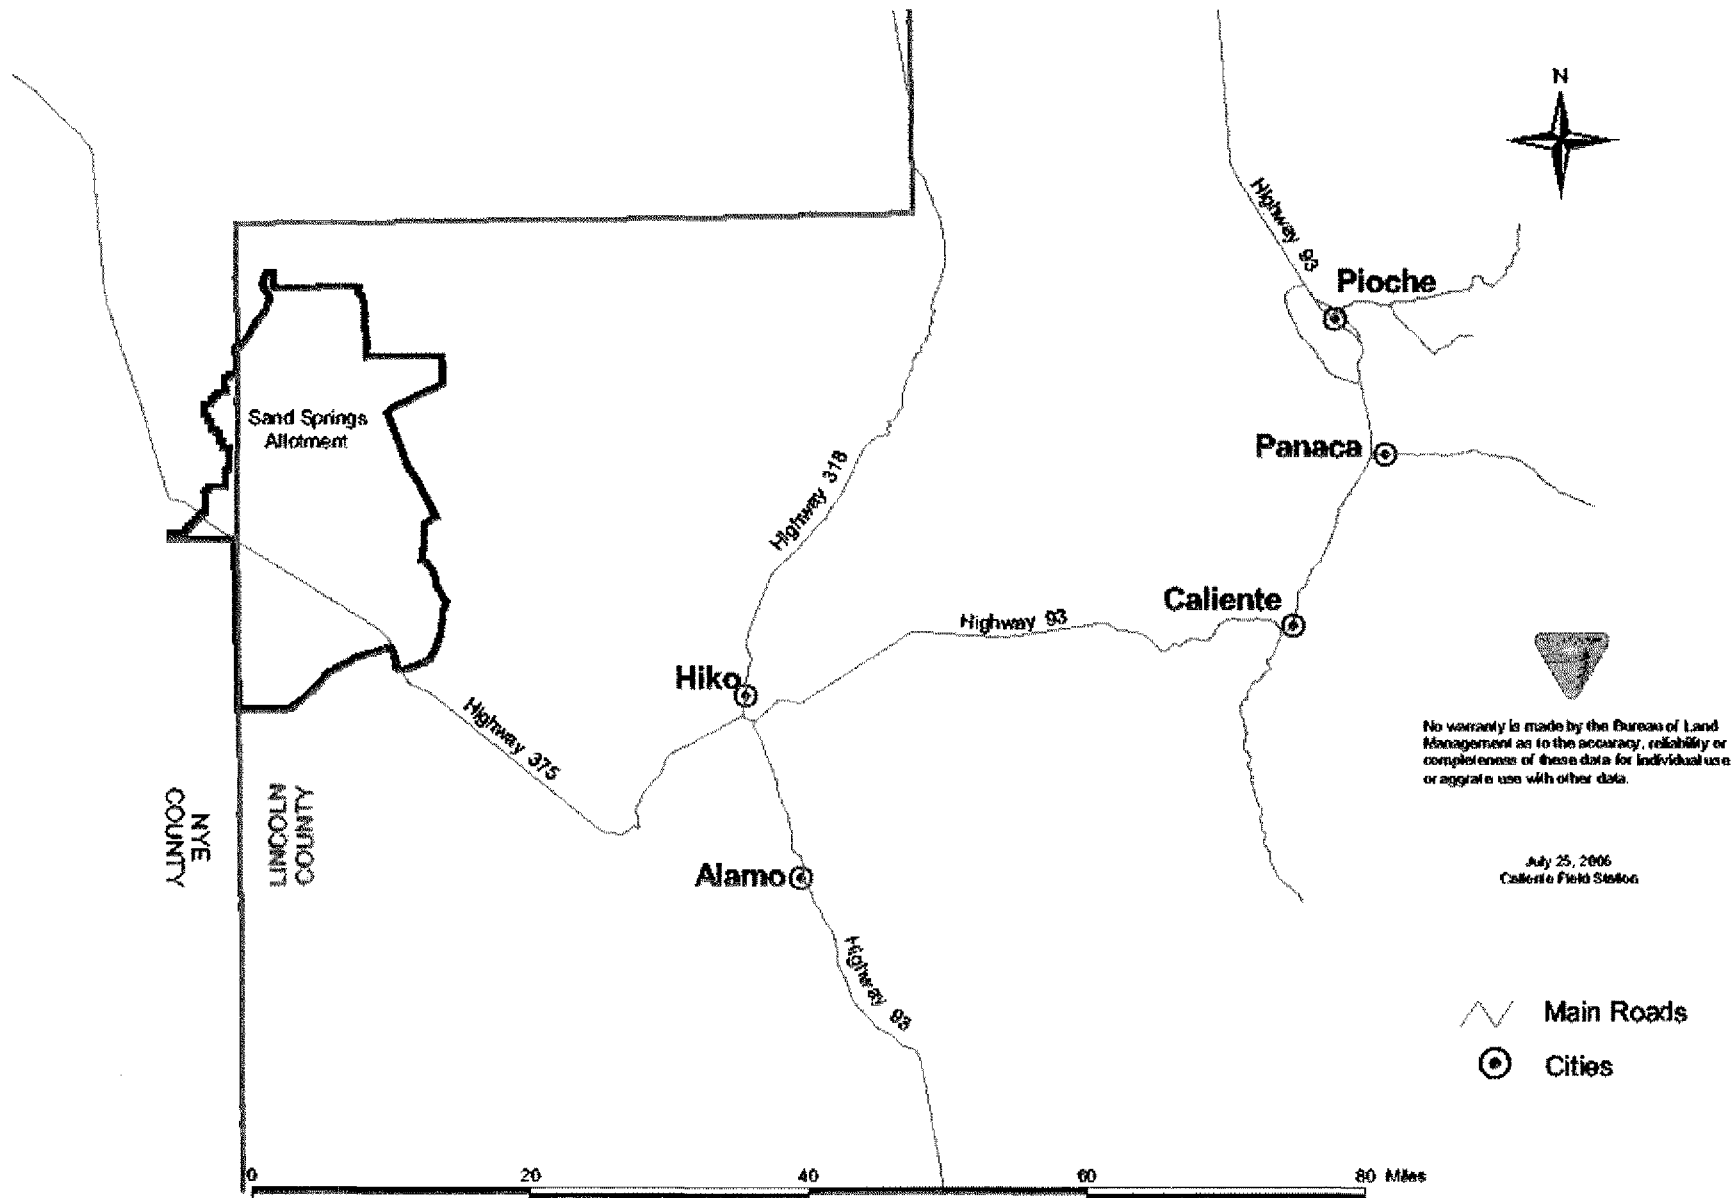 N
Highway 93
Pioche
Sand Springs
Allotment
Panaca
Highway 318
Caliente
Highway 93
Hiko
Highway 375
No warranty is made by the Bureau of Land
Management as to the accuracy, reliability or
completeness of these data for individual use
or aggrate use with other data.
NYE
COUNTY
LINCOLN
COUNTY
July 25, 2006
Caliente Field Station
Alamo
Highway 93
Main Roads
Cities
0 20 40 60 80 Miles